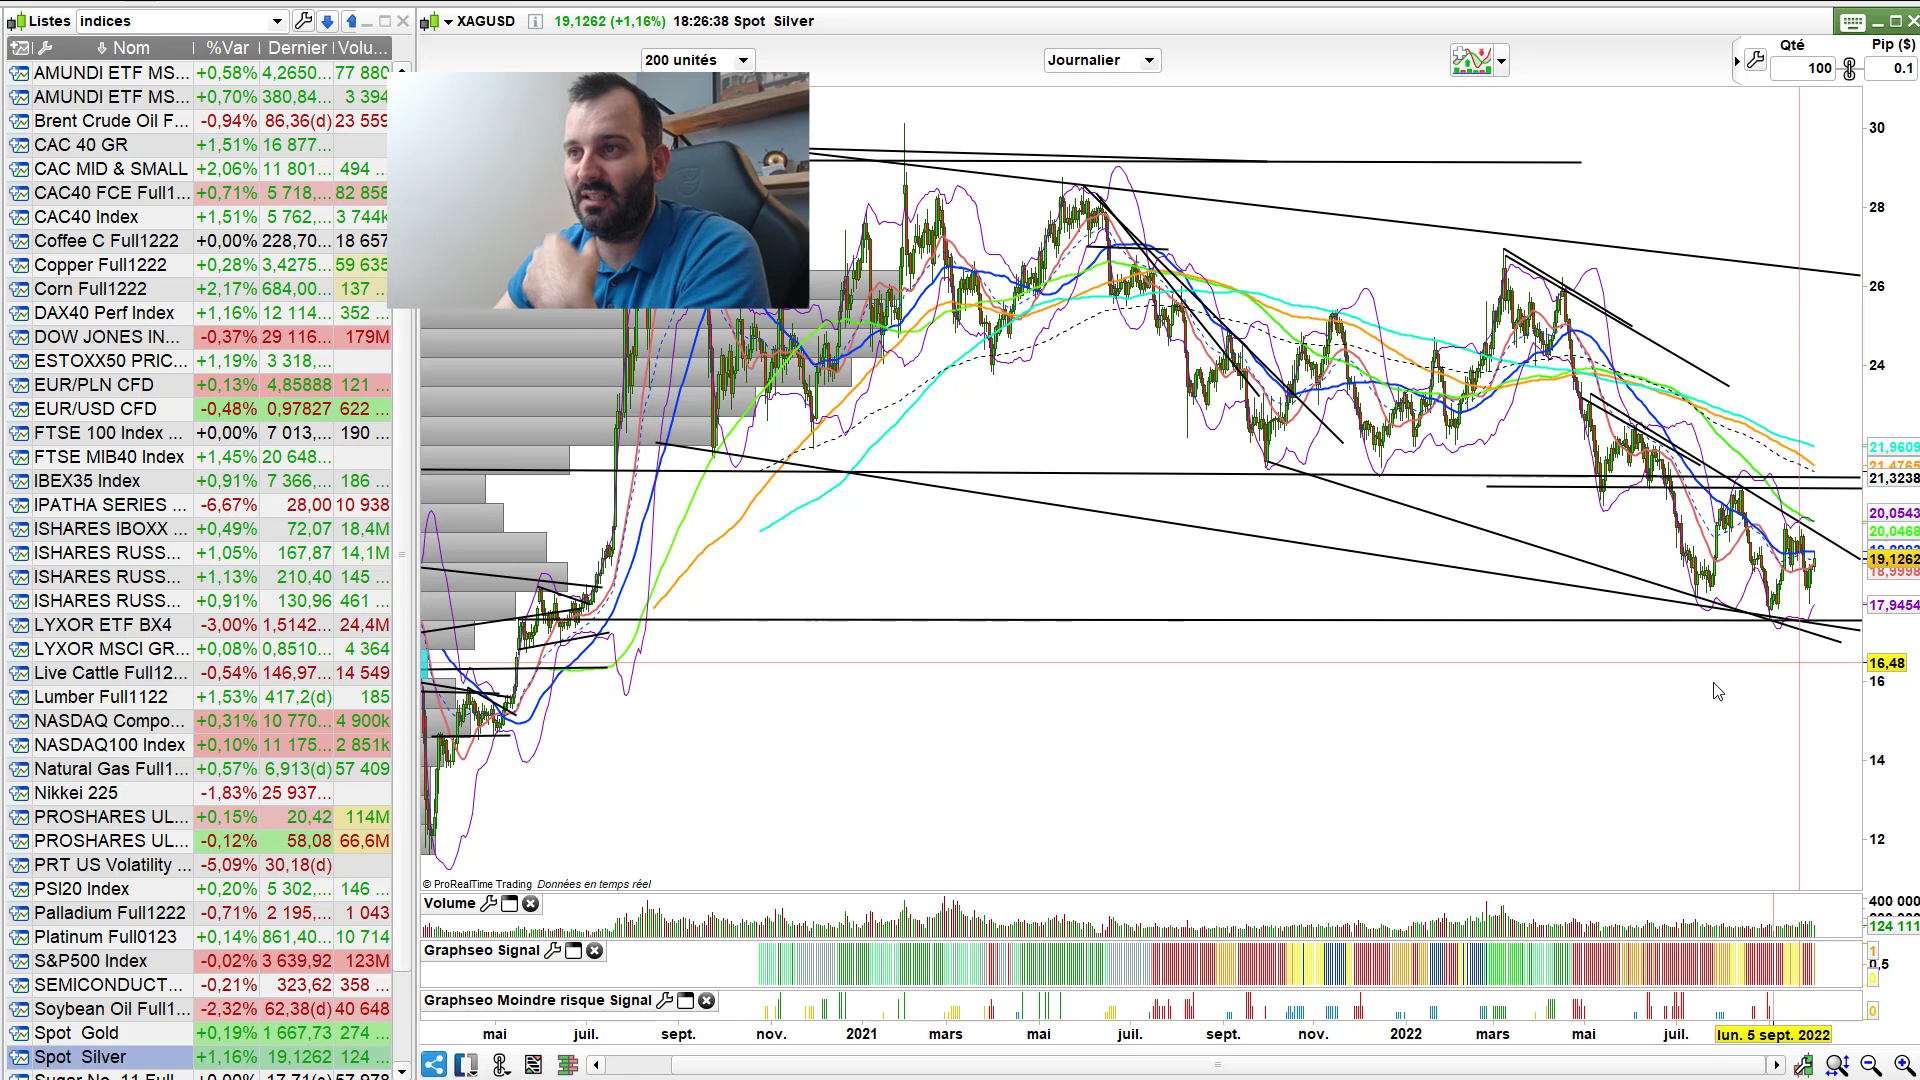 Listes indices
XAGUSD 19,1262 (+1,16%) 18:26:38 Spot Silver
Nom %Var Dernier Volu...
200 unités Journalier Qté Pip ($)
100 0.1
AMUNDI ETF MS... +0,58% 4,2650... 77 880
AMUNDI ETF MS... +0,70% 380,84... 3 394
Brent Crude Oil F... -0,94% 86,36(d) 23 559
CAC 40 GR +1,51% 16 877...
CAC MID & SMALL +2,06% 11 801... 494 ..
CAC40 FCE Full1... +0,71% 5 718,... 82 858
CAC40 Index +1,51% 5 762,... 3 744k
Coffee C Full1222 +0,00% 228,70... 18 657
Copper Full1222 +0,28% 3,4275... 59 635
Corn Full1222 +2,17% 684,00... 137 ...
DAX40 Perf Index +1,16% 12 114... 352 ...
DOW JONES IN... -0,37% 29 116... 179M
ESTOXX50 PRIC... +1,19% 3 318,...
EUR/PLN CFD +0,13% 4,85888 121 ...
EUR/USD CFD -0,48% 0,97827 622 ...
FTSE 100 Index ... +0,00% 7 013,... 190 ...
FTSE MIB40 Index +1,45% 20 648...
IBEX35 Index +0,91% 7 366,... 186 ...
IPATHA SERIES ... -6,67% 28,00 10 938
ISHARES IBOXX ... +0,49% 72,07 18,4M
ISHARES RUSS... +1,05% 167,87 14,1M
ISHARES RUSS... +1,13% 210,40 145 ...
ISHARES RUSS... +0,91% 130,96 461 ...
LYXOR ETF BX4 -3,00% 1,5142... 24,4M
LYXOR MSCI GR... +0,08% 0,8510... 4 364
Live Cattle Full12... -0,54% 146,97... 14 549
Lumber Full1122 +1,53% 417,2(d) 185
NASDAQ Compo... +0,31% 10 770... 4 900k
NASDAQ100 Index +0,10% 11 175... 2 851k
Natural Gas Full1... +0,57% 6,913(d) 57 409
Nikkei 225 -1,83% 25 937...
PROSHARES UL... +0,15% 20,42 114M
PROSHARES UL... -0,12% 58,08 66,6M
PRT US Volatility ... -5,09% 30,18(d)
PSI20 Index +0,20% 5 302,... 146 ...
Palladium Full1222 -0,71% 2 195,... 1 043
Platinum Full0123 +0,14% 861,40... 10 714
S&P500 Index -0,02% 3 639,92 123M
SEMICONDUCT... -0,21% 323,62 358 ...
Soybean Oil Full1... -2,32% 62,38(d) 40 648
Spot Gold +0,19% 1 667,73 274 ...
Spot Silver +1,16% 19,1262 124 ...
30
28
26
24
21,9609
21,4765
21,3238
20,0543
20,0468
19,1262
18,9998
17,9454
16,48
16
14
12
© ProRealTime Trading Données en temps réel
Volume
400 000
124 111
Graphseo Signal
1
0,5
0
Graphseo Moindre risque Signal
0
mai juil. sept. nov. 2021 mars mai juil. sept. nov. 2022 mars mai juil. lun. 5 sept. 2022